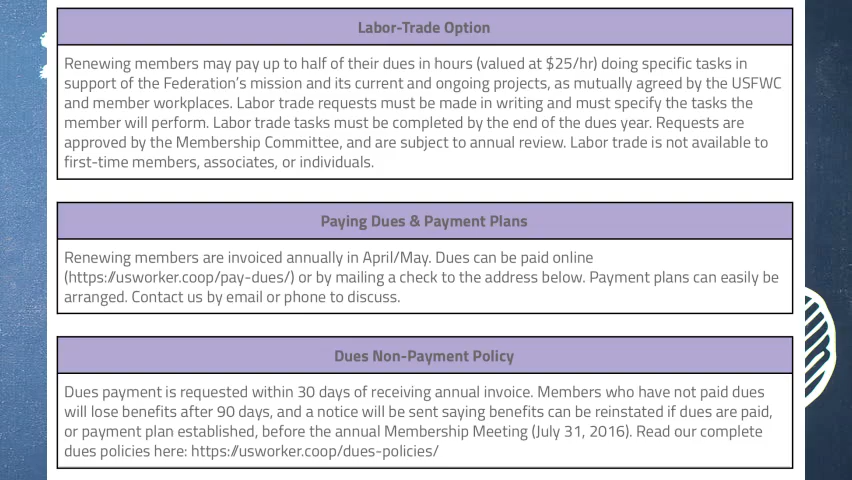 Labor-Trade Option
Renewing members may pay up to half of their dues in hours (valued at $25/hr) doing specific tasks in
support of the Federation's mission and its current and ongoing projects, as mutually agreed by the USFWC
and member workplaces. Labor trade requests must be made in writing and must specify the tasks the
member will perform. Labor trade tasks must be completed by the end of the dues year. Requests are
approved by the Membership Committee, and are subject to annual review. Labor trade is not available to
first-time members, associates, or individuals.
Paying Dues & Payment Plans
Renewing members are invoiced annually in April/May. Dues can be paid online
(https://usworker.coop/pay-dues/) or by mailing a check to the address below. Payment plans can easily be
arranged. Contact us by email or phone to discuss.
Dues Non-Payment Policy
Dues payment is requested within 30 days of receiving annual invoice. Members who have not paid dues
will lose benefits after 90 days, and a notice will be sent saying benefits can be reinstated if dues are paid,
or payment plan established, before the annual Membership Meeting (July 31, 2016). Read our complete
dues policies here: https://usworker.coop/dues-policies/